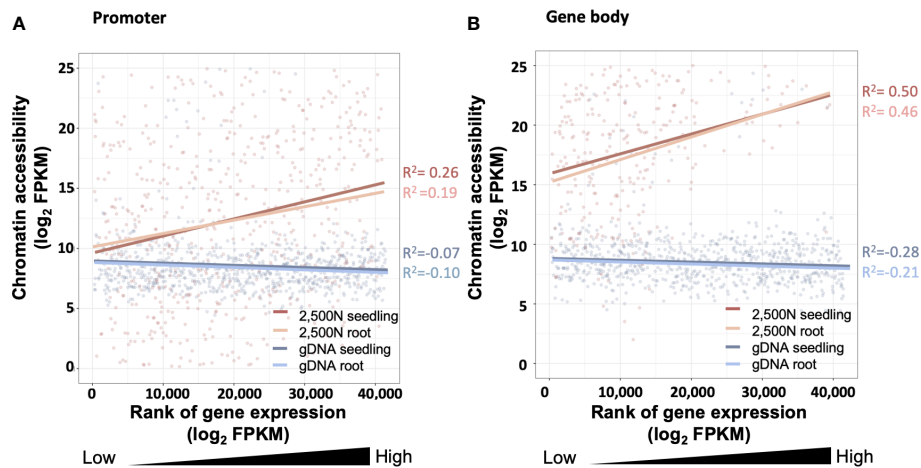 A
Promoter
Chromatin accessibility
(log₂ FPKM)
25
20
15
10
5
0
R²= 0.26
R²= 0.19
R²=-0.07
R²=-0.10
2,500N seedling
2,500N root
gDNA seedling
gDNA root
0 10,000 20,000 30,000 40,000
Rank of gene expression
(log₂ FPKM)
Low High
B
Gene body
Chromatin accessibility
(log₂ FPKM)
25
20
15
10
5
0
R²= 0.50
R²= 0.46
R²=-0.28
R²=-0.21
2,500N seedling
2,500N root
gDNA seedling
gDNA root
0 10,000 20,000 30,000 40,000
Rank of gene expression
(log₂ FPKM)
Low High